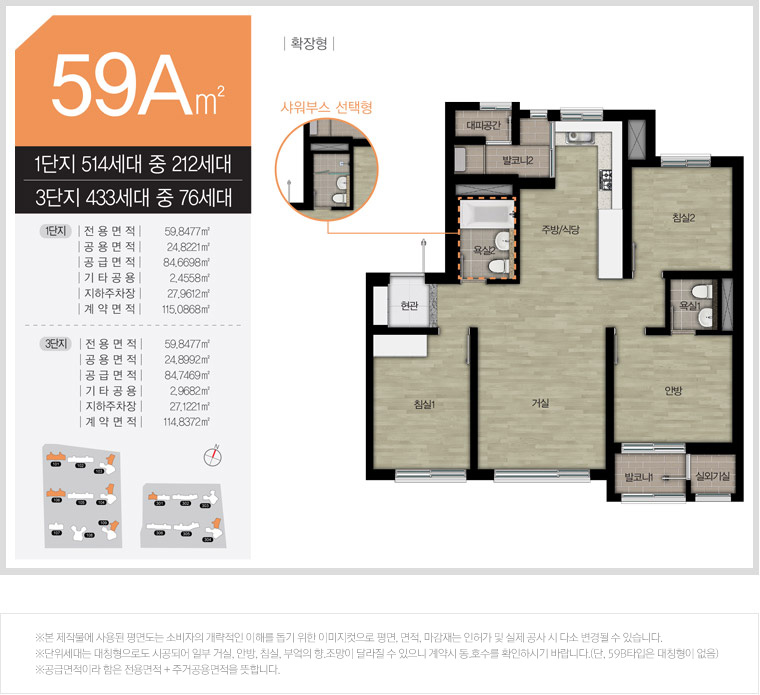 59A㎡
1단지 514세대 중 212세대
3단지 433세대 중 76세대
1단지 | 전 용 면 적 | 59.8477㎡
| 공 용 면 적 | 24.8221㎡
| 공 급 면 적 | 84.6698㎡
| 기 타 공 용 | 2.4558㎡
| 지하주차장 | 27.9612㎡
| 계 약 면 적 | 115.0868㎡
3단지 | 전 용 면 적 | 59.8477㎡
| 공 용 면 적 | 24.8992㎡
| 공 급 면 적 | 84.7469㎡
| 기 타 공 용 | 2.9682㎡
| 지하주차장 | 27.1221㎡
| 계 약 면 적 | 114.8372㎡
N
101 102 103
106 105 104
107 108 109
301 302 303
306 305 304
| 확장형 |
샤워부스 선택형
대피공간
발코니2
주방/식당
침실2
욕실2
현관
욕실1
침실1
거실
안방
발코니1
실외기실
※본 제작물에 사용된 평면도는 소비자의 개략적인 이해를 돕기 위한 이미지컷으로 평면, 면적, 마감재는 인허가 및 실제 공사 시 다소 변경될 수 있습니다.
※단위세대는 대칭형으로도 시공되어 일부 거실, 안방, 침실, 부엌의 향.조망이 달라질 수 있으니 계약시 동.호수를 확인하시기 바랍니다.(단, 59B타입은 대칭형이 없음)
※공급면적이라 함은 전용면적 + 주거공용면적을 뜻합니다.